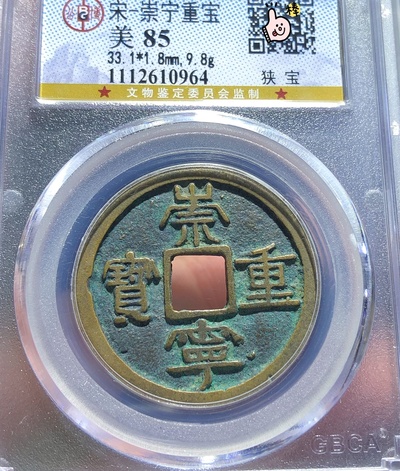 宋-崇宁重宝
美 85
33.1*1.8mm, 9.8g
1112610964
狭 宝
★ 文物鉴定委员会监制 ★
崇
寶 重
寧
GBCA